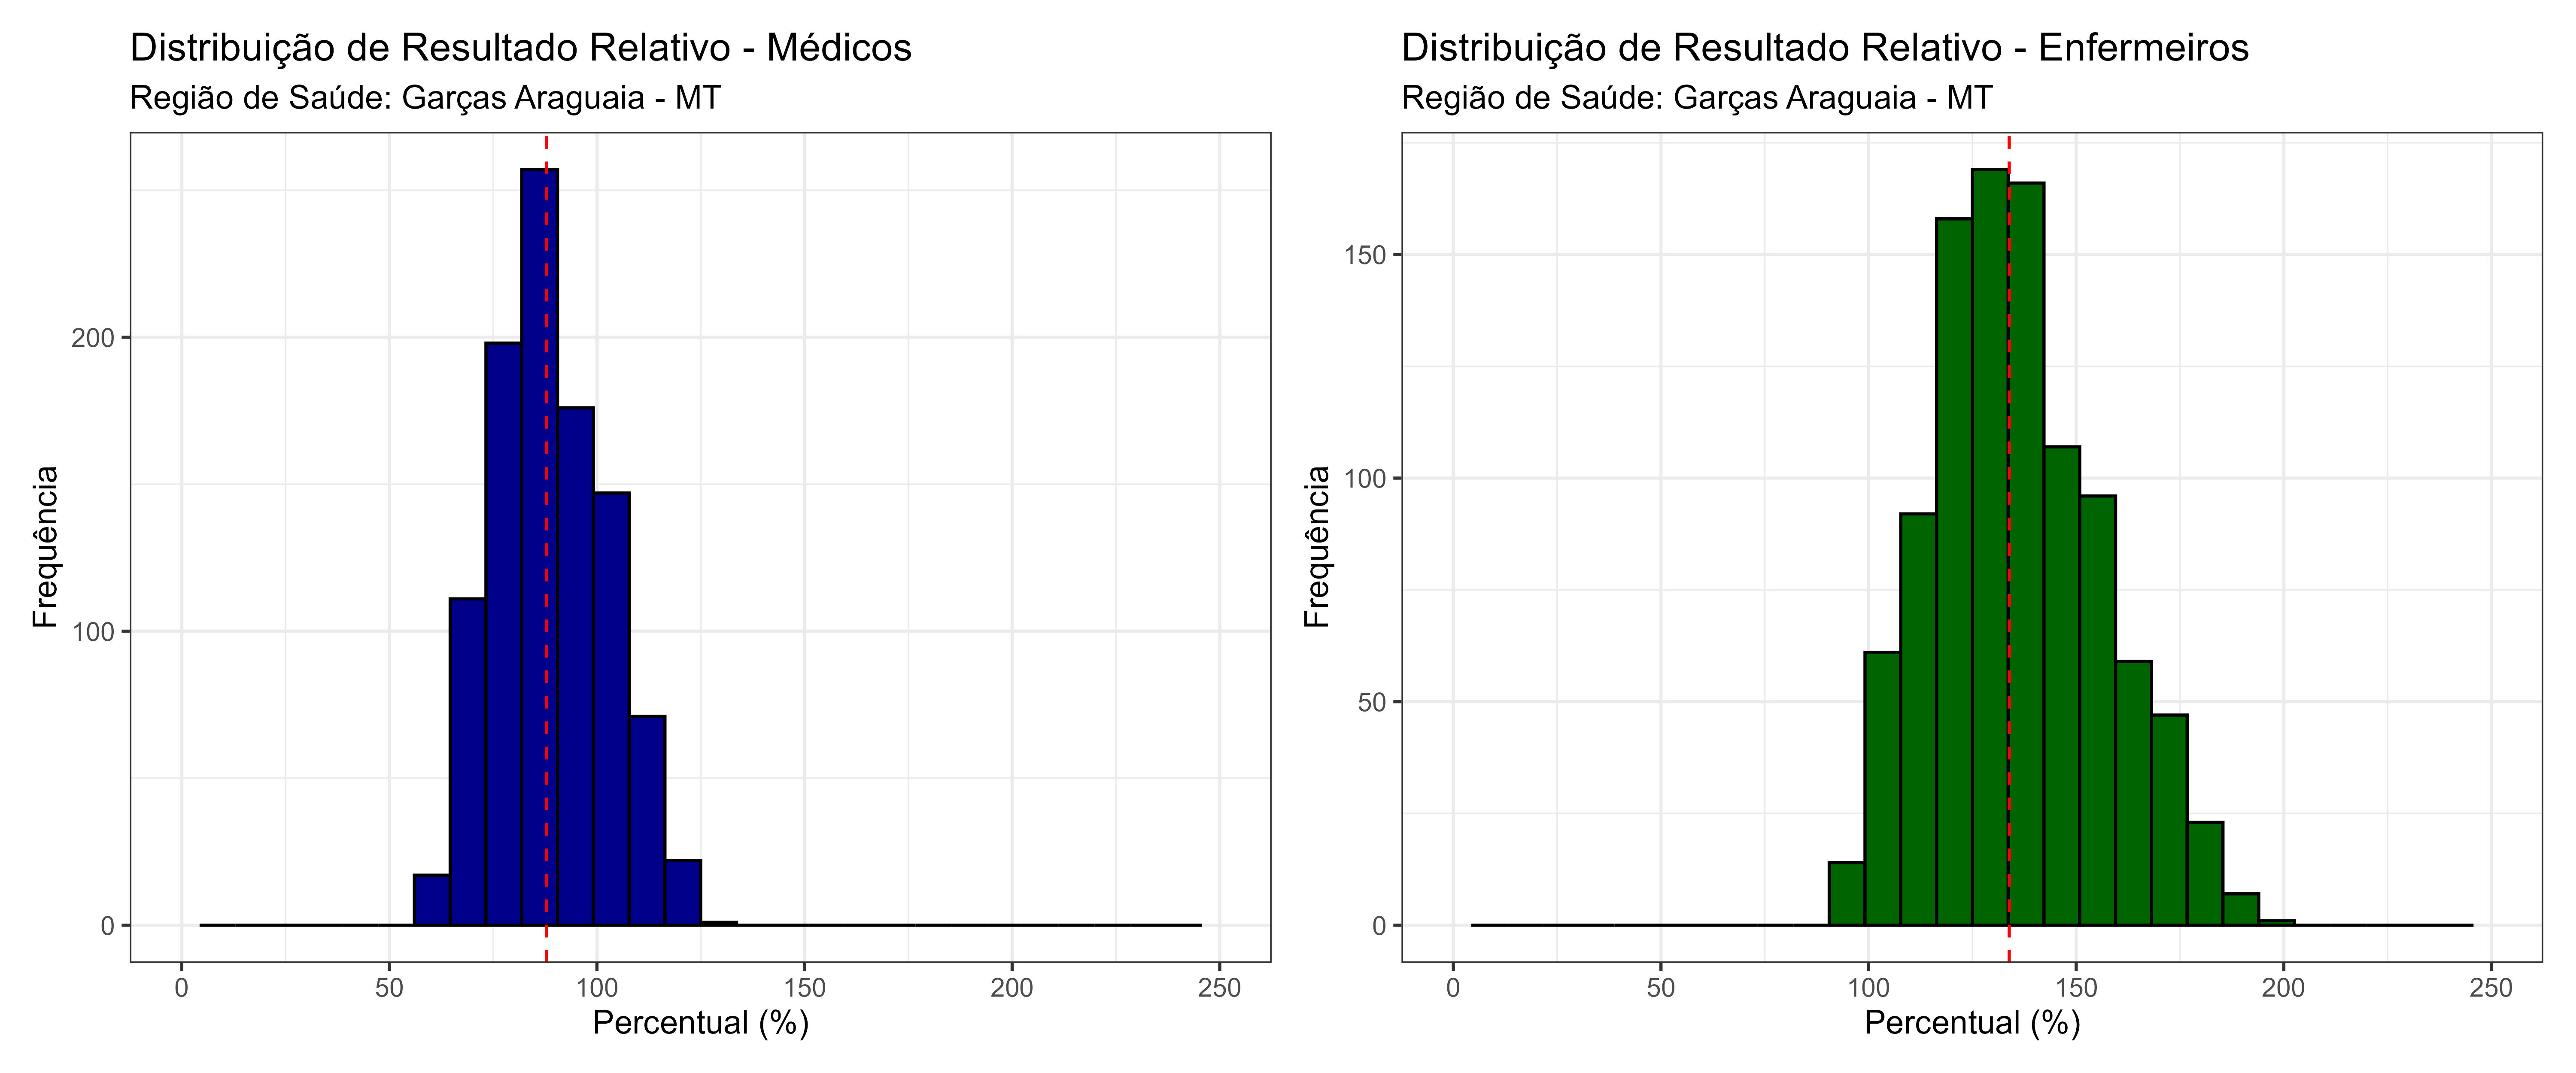 Distribuição de Resultado Relativo - Médicos
Região de Saúde: Garças Araguaia - MT
Frequência
200
100
0
0 50 100 150 200 250
Percentual (%)
Distribuição de Resultado Relativo - Enfermeiros
Região de Saúde: Garças Araguaia - MT
Frequência
150
100
50
0
0 50 100 150 200 250
Percentual (%)